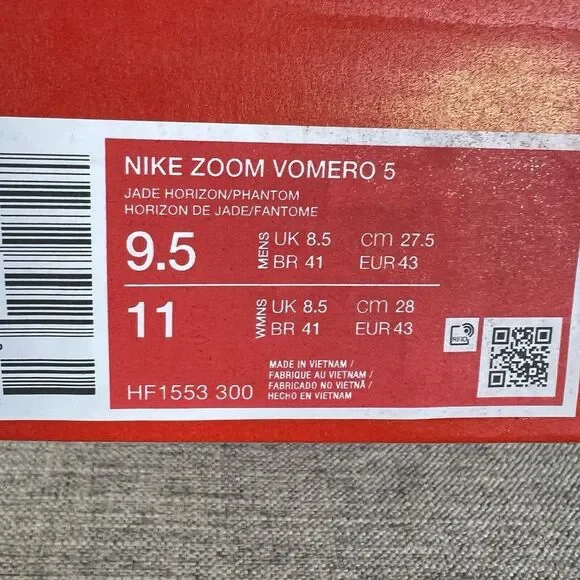 NIKE ZOOM VOMERO 5
JADE HORIZON/PHANTOM
HORIZON DE JADE/FANTOME
9.5 MENS UK 8.5 CM 27.5
BR 41 EUR 43
11 WMNS UK 8.5 CM 28
BR 41 EUR 43
MADE IN VIETNAM /
FABRIQUE AU VIETNAM /
FABRICADO NO VIETNÃ /
HECHO EN VIETNAM
HF1553 300
RFID